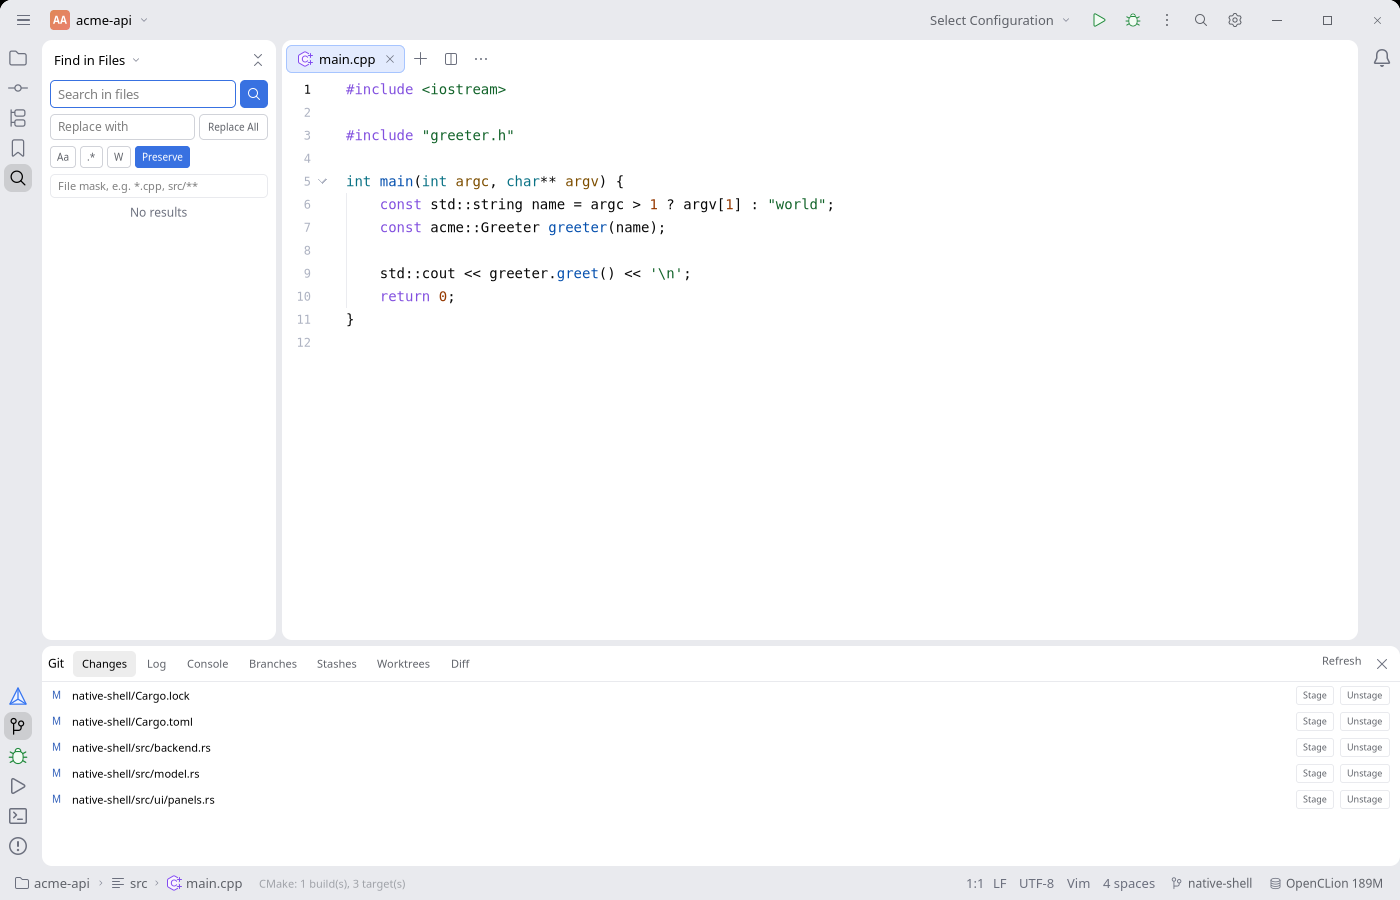 AA acme-api
Select Configuration
Find in Files
main.cpp
Search in files
Replace with
Replace All
Aa
.*
W
Preserve
File mask, e.g. *.cpp, src/**
No results
1 #include <iostream>
2
3 #include "greeter.h"
4
5 int main(int argc, char** argv) {
6     const std::string name = argc > 1 ? argv[1] : "world";
7     const acme::Greeter greeter(name);
8
9     std::cout << greeter.greet() << '\n';
10     return 0;
11 }
12
Git Changes Log Console Branches Stashes Worktrees Diff Refresh
M native-shell/Cargo.lock Stage Unstage
M native-shell/Cargo.toml Stage Unstage
M native-shell/src/backend.rs Stage Unstage
M native-shell/src/model.rs Stage Unstage
M native-shell/src/ui/panels.rs Stage Unstage
acme-api › src › main.cpp CMake: 1 build(s), 3 target(s) 1:1 LF UTF-8 Vim 4 spaces native-shell OpenCLion 189M